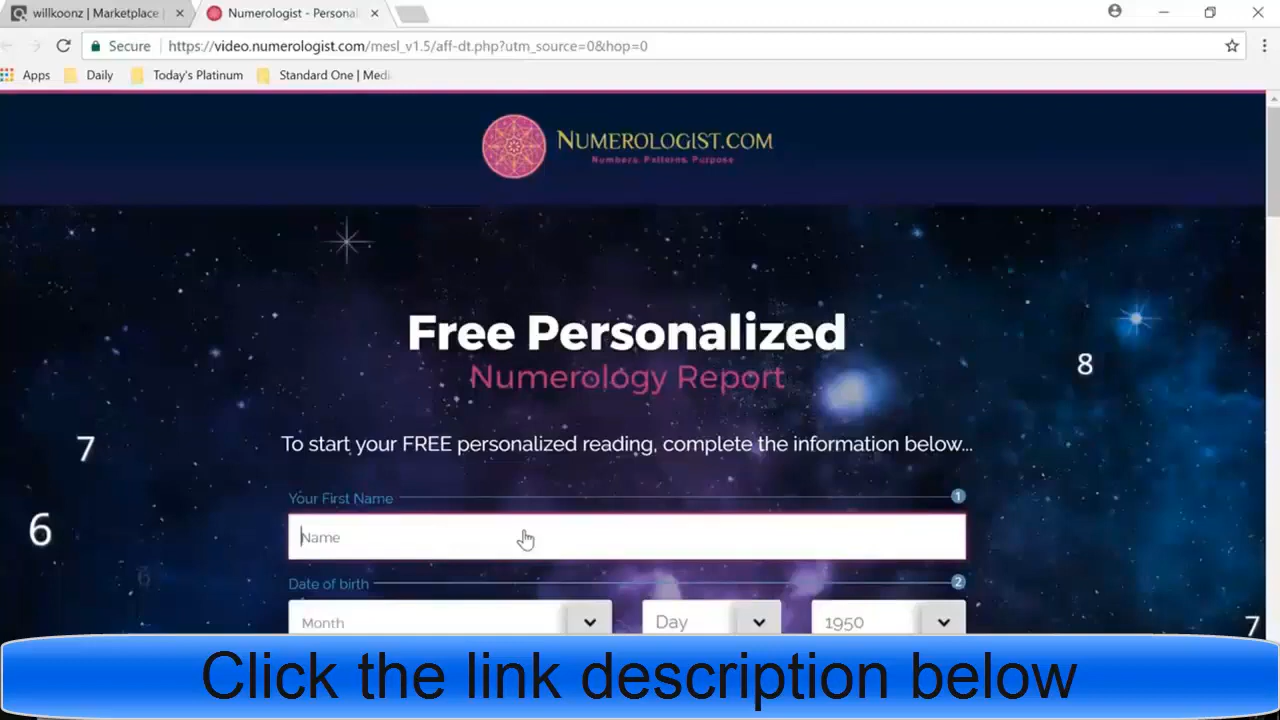 willkoonz | Marketplace
Numerologist - Personal
Secure
https://video.numerologist.com/mesl_v1.5/aff-dt.php?utm_source=0&hop=0
Apps
Daily
Today's Platinum
Standard One | Medi
NUMEROLOGIST.COM
Numbers. Patterns. Purpose
Free Personalized
Numerology Report
8
To start your FREE personalized reading, complete the information below...
7
Your First Name
1
Name
6
Date of birth
2
6
Month
Day
1950
7
Click the link description below